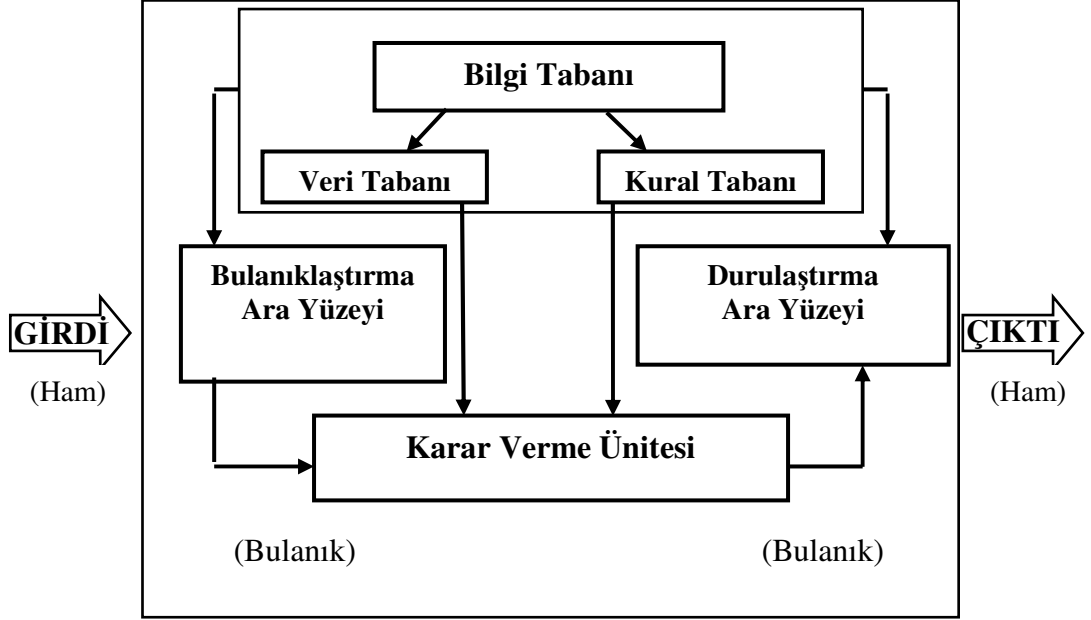 Bilgi Tabanı
Veri Tabanı
Kural Tabanı
Bulanıklaştırma
Ara Yüzeyi
Durulaştırma
Ara Yüzeyi
GİRDİ
(Ham)
ÇIKTI
(Ham)
Karar Verme Ünitesi
(Bulanık)
(Bulanık)